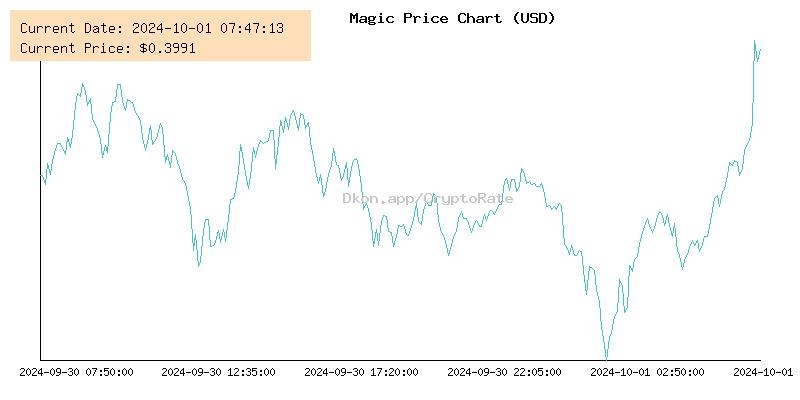 Magic Price Chart (USD)
Current Date: 2024-10-01 07:47:13
Current Price: $0.3991
Dkon.app/CryptoRate
2024-09-30 07:50:00 2024-09-30 12:35:00 2024-09-30 17:20:00 2024-09-30 22:05:00 2024-10-01 02:50:00 2024-10-01